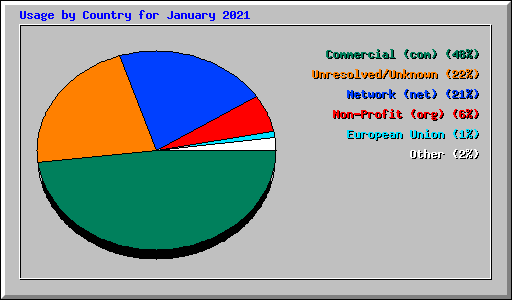 Usage by Country for January 2021
Commercial (com) (48%)
Unresolved/Unknown (22%)
Network (net) (21%)
Non-Profit (org) (6%)
European Union (1%)
Other (2%)